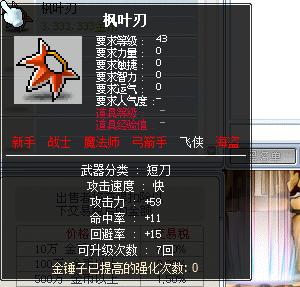 枫叶刃
要求等级： 43
要求力量： 0
要求敏捷： 0
要求智力： 0
要求运气： 0
要求人气度：-
道具等级 -
道具经验值 -
新手 战士 魔法师 弓箭手 飞侠 海盗
武器分类：短刀
攻击速度：快
攻击力：+59
命中率：+11
回避率：+15
可升级次数：7回
金锤子已提高的强化次数: 0